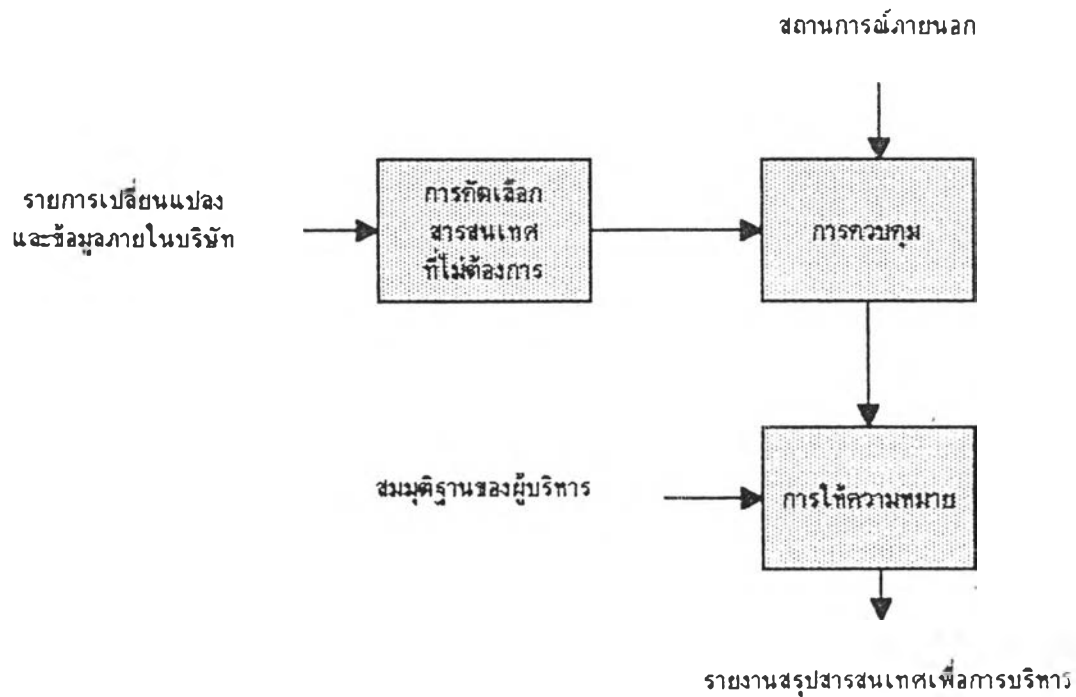 สถานการณ์ภายนอก
รายการเปลี่ยนแปลง
และข้อมูลภายในบริษัท
การคัดเลือก
สารสนเทศ
ที่ไม่ต้องการ
การควบคุม
สมมุติฐานของผู้บริหาร
การให้ความหมาย
รายงานสรุปสารสนเทศเพื่อการบริหาร